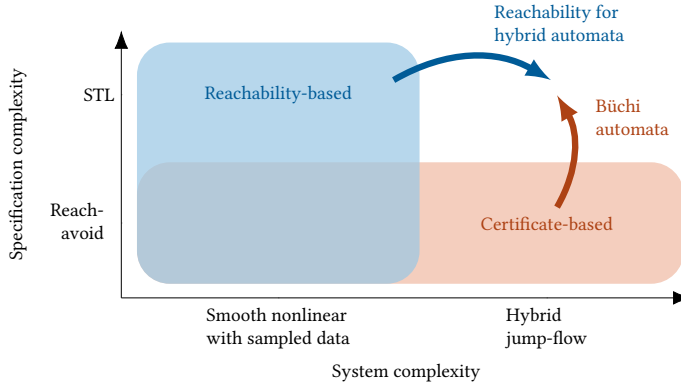 Reachability for
hybrid automata
Specification complexity
STL
Reachability-based
Büchi
automata
Reach-
avoid
Certificate-based
Smooth nonlinear
with sampled data
Hybrid
jump-flow
System complexity